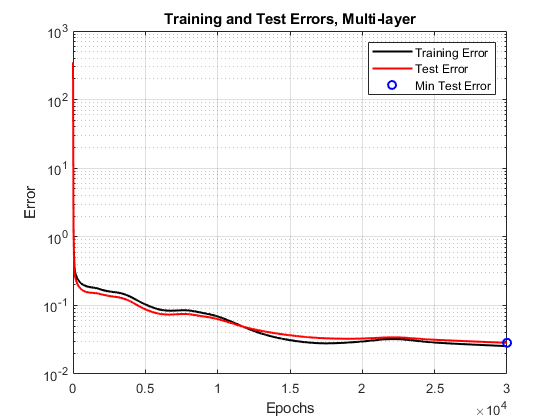 Training and Test Errors, Multi-layer
10^3
Training Error
Test Error
Min Test Error
10^2
10^1
Error
10^0
10^-1
10^-2
0 0.5 1 1.5 2 2.5 3
Epochs ×10^4